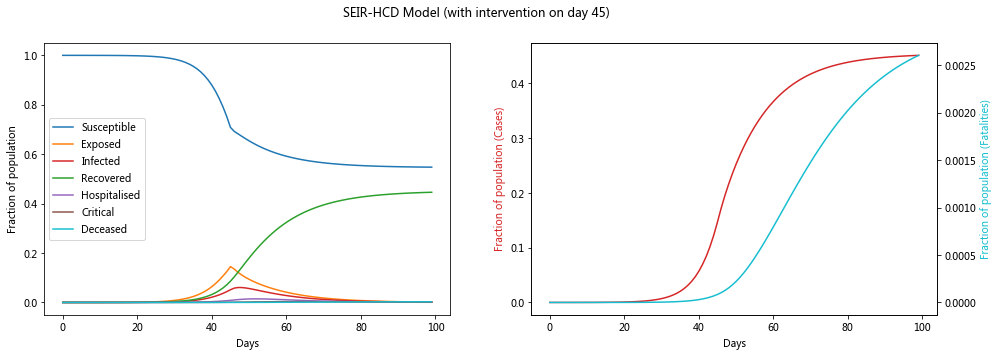 SEIR-HCD Model (with intervention on day 45)
Fraction of population
1.0
0.8
0.6
0.4
0.2
0.0
Susceptible
Exposed
Infected
Recovered
Hospitalised
Critical
Deceased
0 20 40 60 80 100
Days
Fraction of population (Cases)
0.4
0.3
0.2
0.1
0.0
0 20 40 60 80 100
Days
0.0025
0.0020
0.0015
0.0010
0.0005
0.0000
Fraction of population (Fatalities)